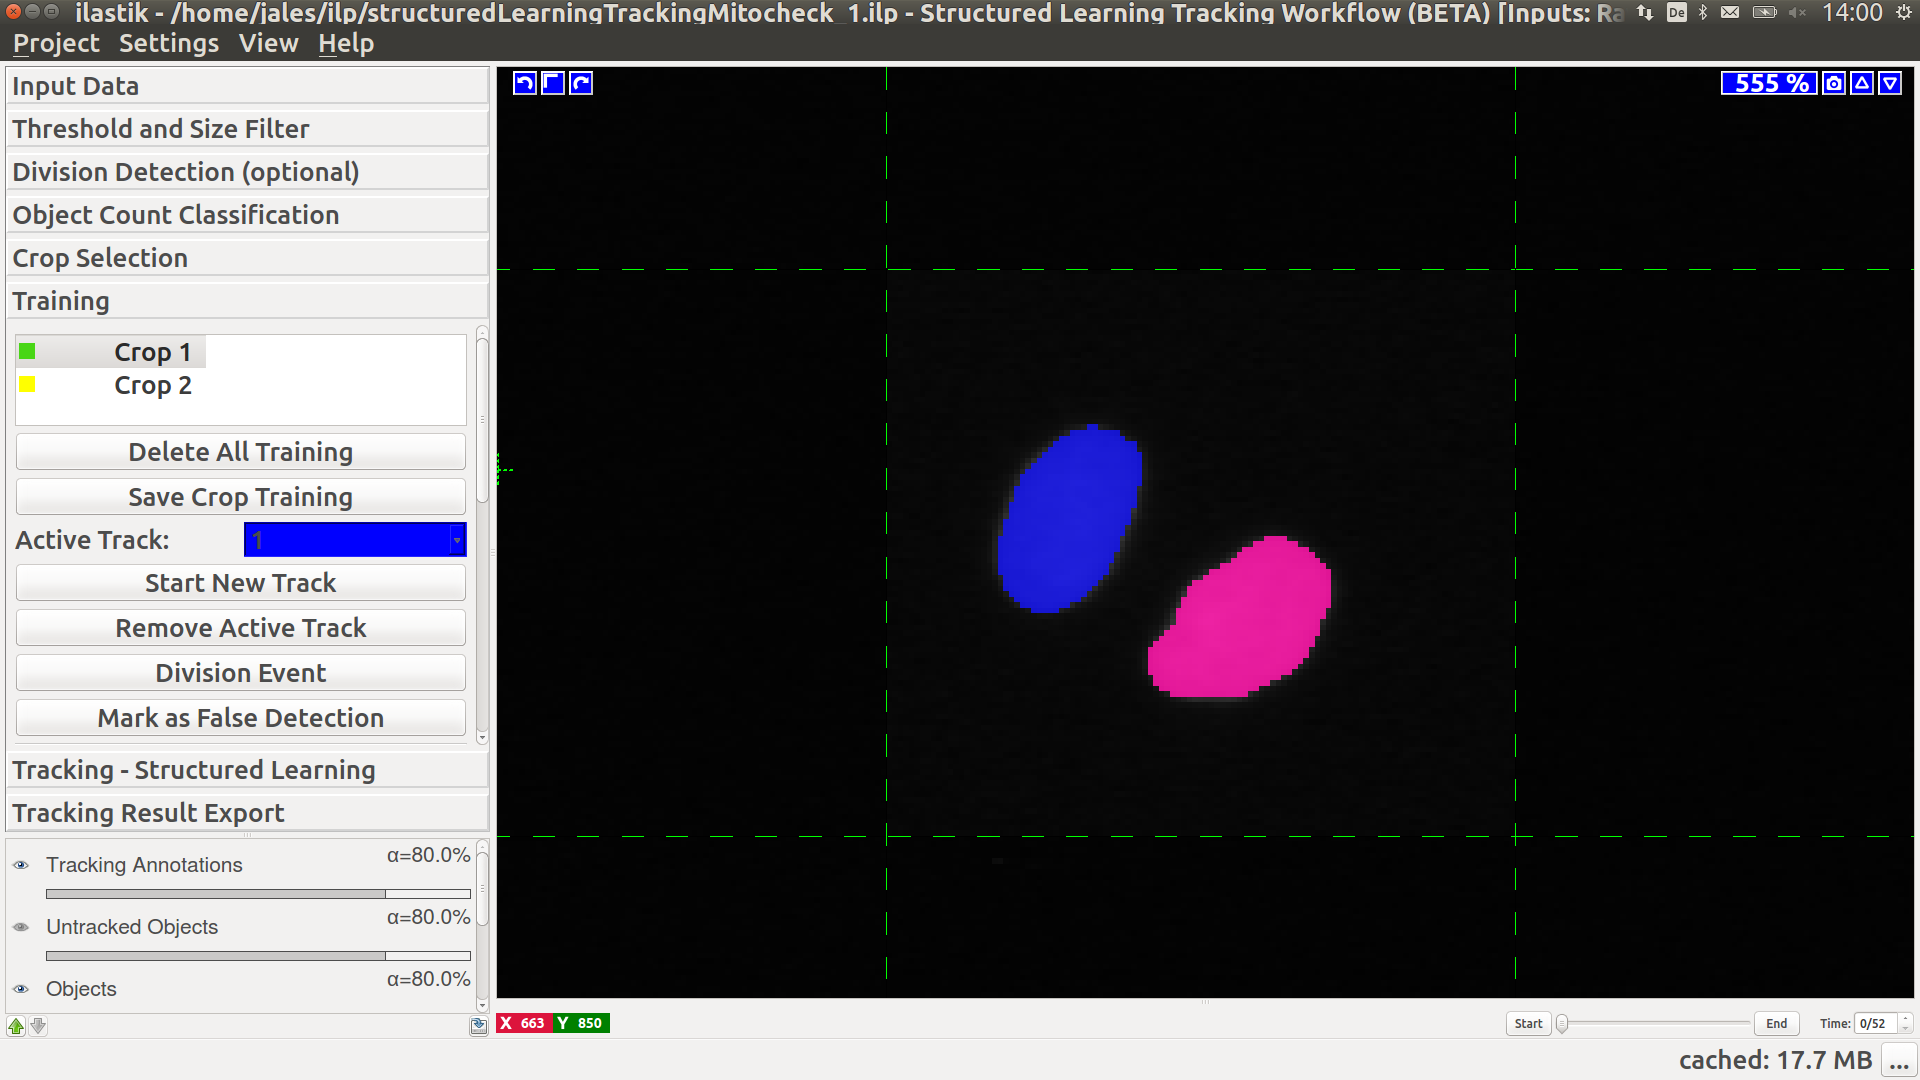 ilastik - /home/jales/ilp/structuredLearningTrackingMitocheck_1.ilp - Structured Learning Tracking Workflow (BETA) [Inputs: Ra
De
14:00
Project Settings View Help
Input Data
Threshold and Size Filter
Division Detection (optional)
Object Count Classification
Crop Selection
Training
Crop 1
Crop 2
Delete All Training
Save Crop Training
Active Track: 1
Start New Track
Remove Active Track
Division Event
Mark as False Detection
Tracking - Structured Learning
Tracking Result Export
Tracking Annotations α=80.0%
Untracked Objects α=80.0%
Objects α=80.0%
555 %
X 663 Y 850
Start End Time: 0/52
cached: 17.7 MB ...